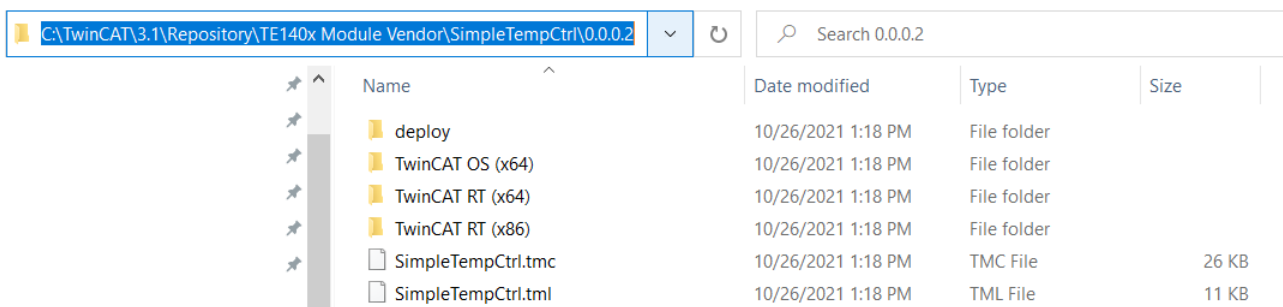 C:\TwinCAT\3.1\Repository\TE140x Module Vendor\SimpleTempCtrl\0.0.0.2 Search 0.0.0.2
Name Date modified Type Size
deploy 10/26/2021 1:18 PM File folder
TwinCAT OS (x64) 10/26/2021 1:18 PM File folder
TwinCAT RT (x64) 10/26/2021 1:18 PM File folder
TwinCAT RT (x86) 10/26/2021 1:18 PM File folder
SimpleTempCtrl.tmc 10/26/2021 1:18 PM TMC File 26 KB
SimpleTempCtrl.tml 10/26/2021 1:18 PM TML File 11 KB